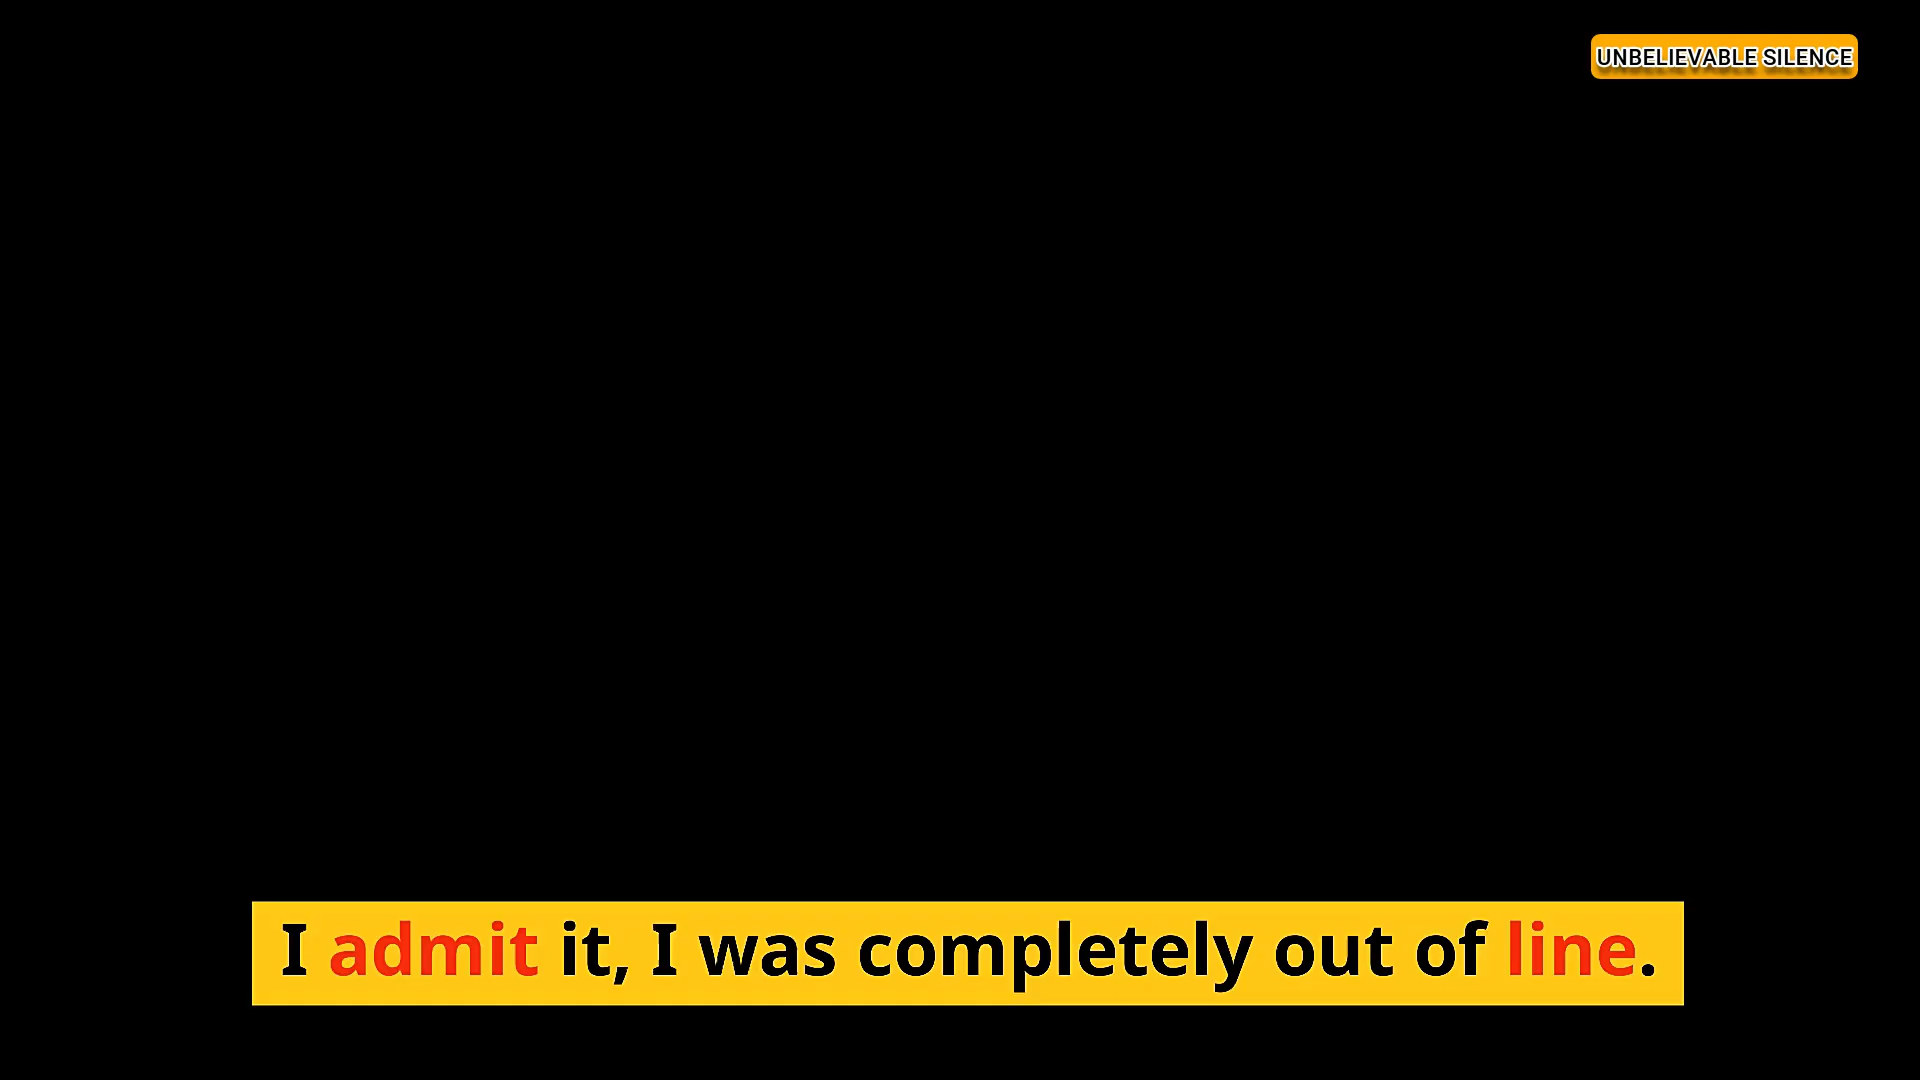 UNBELIEVABLE SILENCE
I admit it, I was completely out of line.